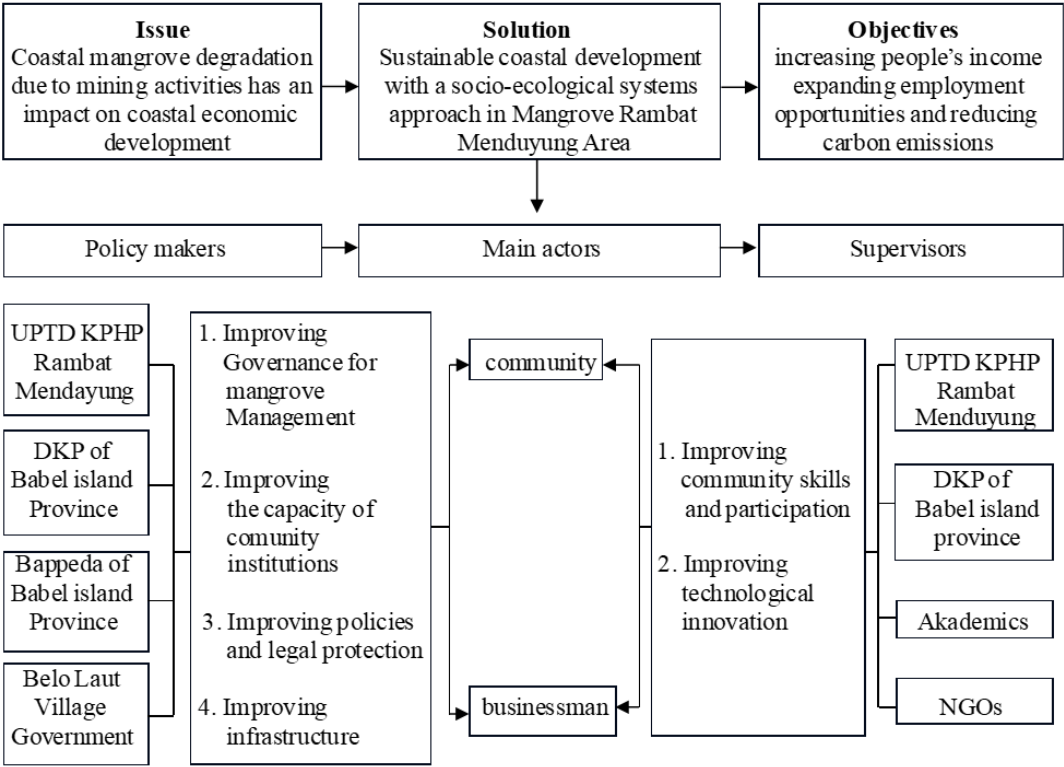 Issue
Coastal mangrove degradation
due to mining activities has an
impact on coastal economic
development
Solution
Sustainable coastal development
with a socio-ecological systems
approach in Mangrove Rambat
Menduyung Area
Objectives
increasing people’s income
expanding employment
opportunities and reducing
carbon emissions
Policy makers
Main actors
Supervisors
UPTD KPHP
Rambat
Mendayung
DKP of
Babel island
Province
Bappeda of
Babel island
Province
Belo Laut
Village
Government
1. Improving
Governance for
mangrove
Management
2. Improving
the capacity of
comunity
institutions
3. Improving policies
and legal protection
4. Improving
infrastructure
community
businessman
1. Improving
community skills
and participation
2. Improving
technological
innovation
UPTD KPHP
Rambat
Menduyung
DKP of
Babel island
province
Akademics
NGOs